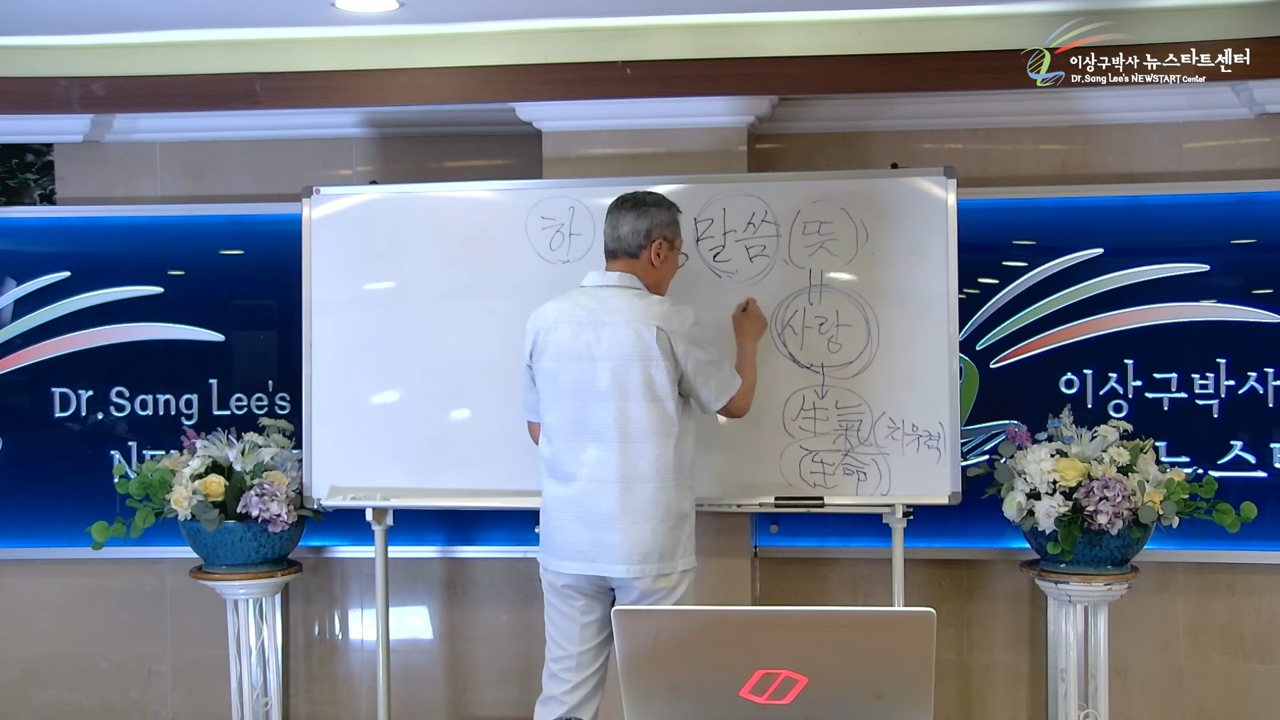 이상구박사 뉴스타트센터
Dr.Sang Lee's NEWSTART Center
하 말씀 (뜻)
사랑
生氣 (치유력)
(生命)
Dr.Sang Lee's
이상구박사